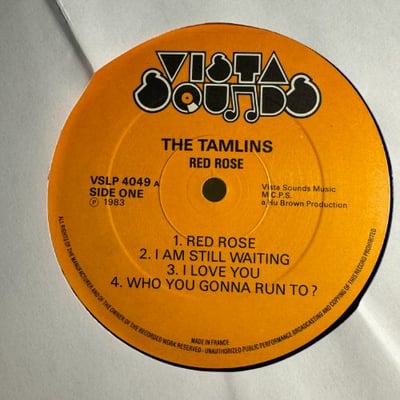 VISTA
SOUNDS
THE TAMLINS
RED ROSE
VSLP 4049 A
SIDE ONE
Ⓟ 1983
Vista Sounds Music
M.C.P.S.
a Hu Brown Production
1. RED ROSE
2. I AM STILL WAITING
3. I LOVE YOU
4. WHO YOU GONNA RUN TO?
MADE IN FRANCE
ALL RIGHTS OF THE MANUFACTURER AND OF THE OWNER OF THE RECORDED WORK RESERVED - UNAUTHORIZED PUBLIC PERFORMANCE BROADCASTING AND COPYING OF THIS RECORD PROHIBITED